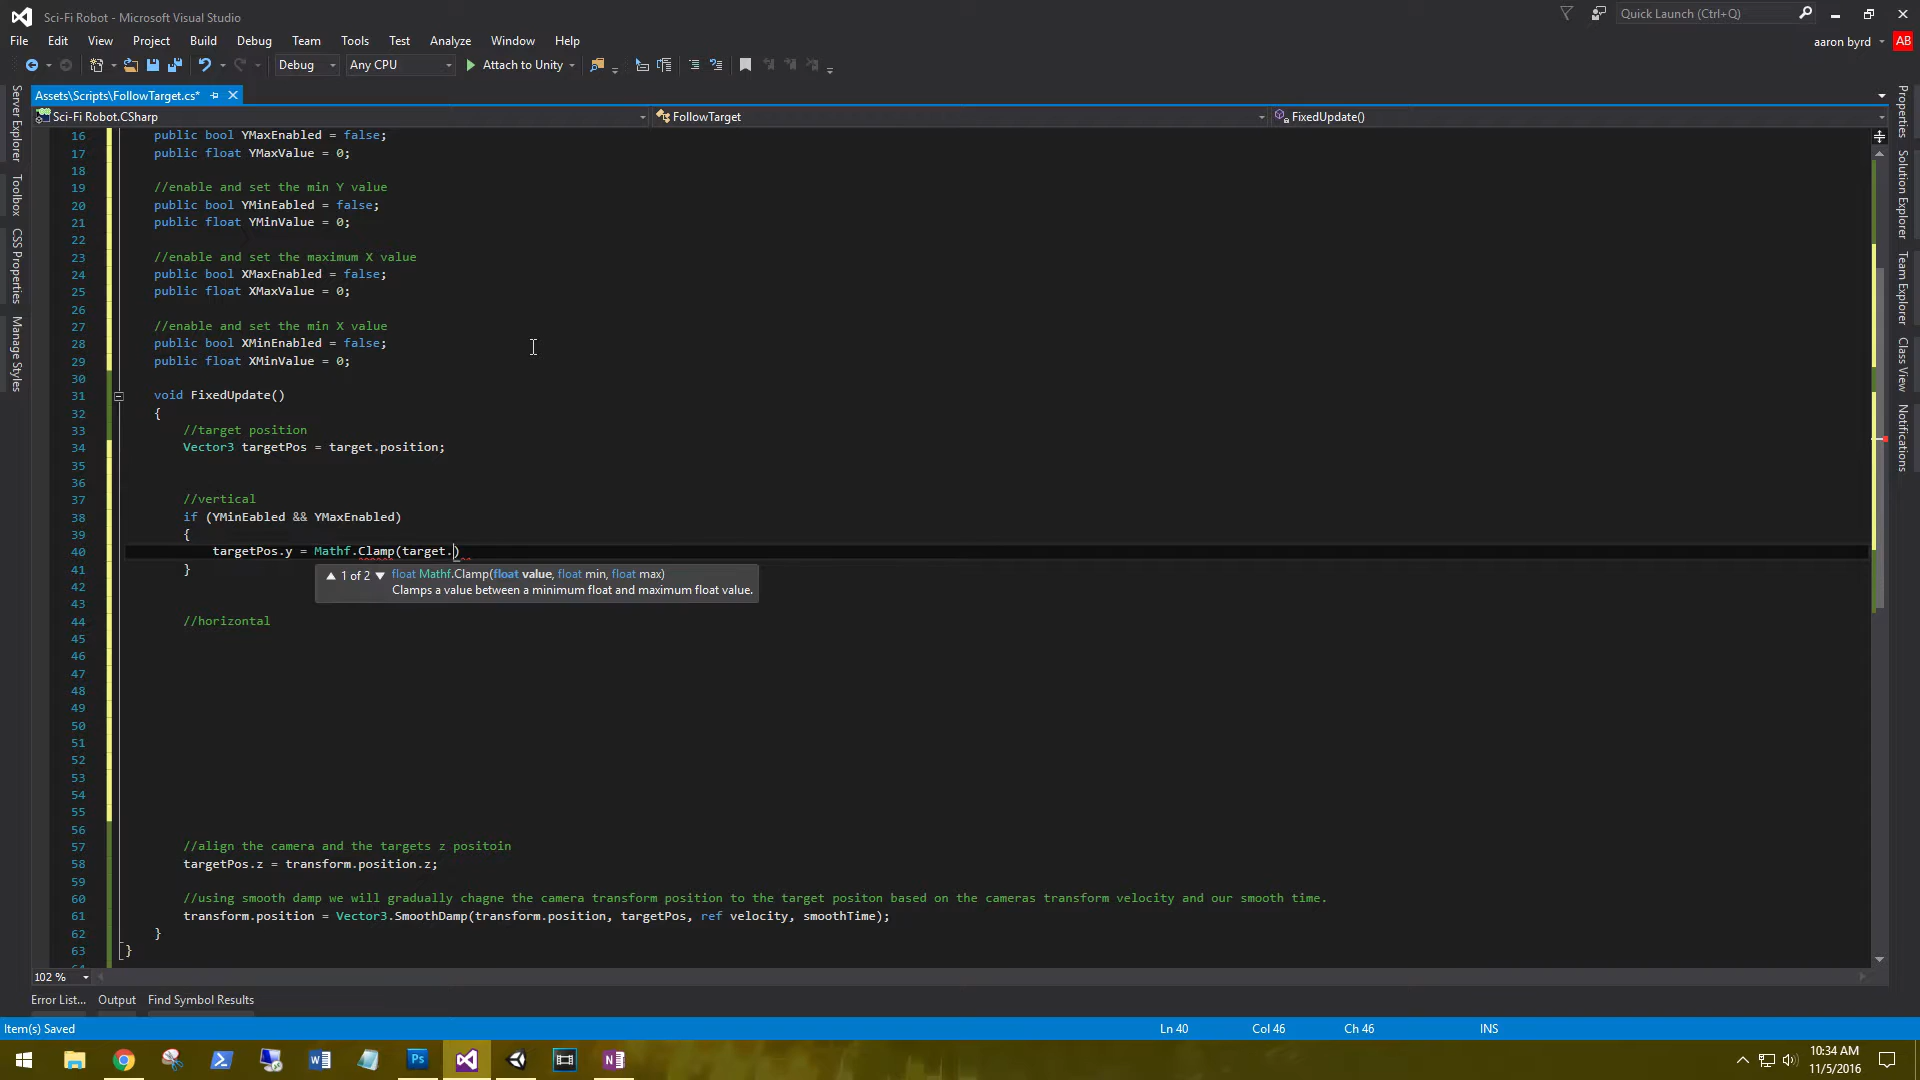 Sci-Fi Robot - Microsoft Visual Studio
Quick Launch (Ctrl+Q)
File Edit View Project Build Debug Team Tools Test Analyze Window Help
aaron byrd AB
Debug Any CPU Attach to Unity
Assets\Scripts\FollowTarget.cs*
Sci-Fi Robot.CSharp FollowTarget FixedUpdate()
16 public bool YMaxEnabled = false;
17 public float YMaxValue = 0;
18
19 //enable and set the min Y value
20 public bool YMinEabled = false;
21 public float YMinValue = 0;
22
23 //enable and set the maximum X value
24 public bool XMaxEnabled = false;
25 public float XMaxValue = 0;
26
27 //enable and set the min X value
28 public bool XMinEnabled = false;
29 public float XMinValue = 0;
30
31 void FixedUpdate()
32 {
33 //target position
34 Vector3 targetPos = target.position;
35
36
37 //vertical
38 if (YMinEabled && YMaxEnabled)
39 {
40 targetPos.y = Mathf.Clamp(target.)
41 }
1 of 2 float Mathf.Clamp(float value, float min, float max)
Clamps a value between a minimum float and maximum float value.
42
43
44 //horizontal
45
46
47
48
49
50
51
52
53
54
55
56
57 //align the camera and the targets z positoin
58 targetPos.z = transform.position.z;
59
60 //using smooth damp we will gradually chagne the camera transform position to the target positon based on the cameras transform velocity and our smooth time.
61 transform.position = Vector3.SmoothDamp(transform.position, targetPos, ref velocity, smoothTime);
62 }
63 }
64
102 %
Error List... Output Find Symbol Results
Item(s) Saved Ln 40 Col 46 Ch 46 INS
10:34 AM
11/5/2016
Server Explorer
Toolbox
CSS Properties
Manage Styles
Properties
Solution Explorer
Team Explorer
Class View
Notifications